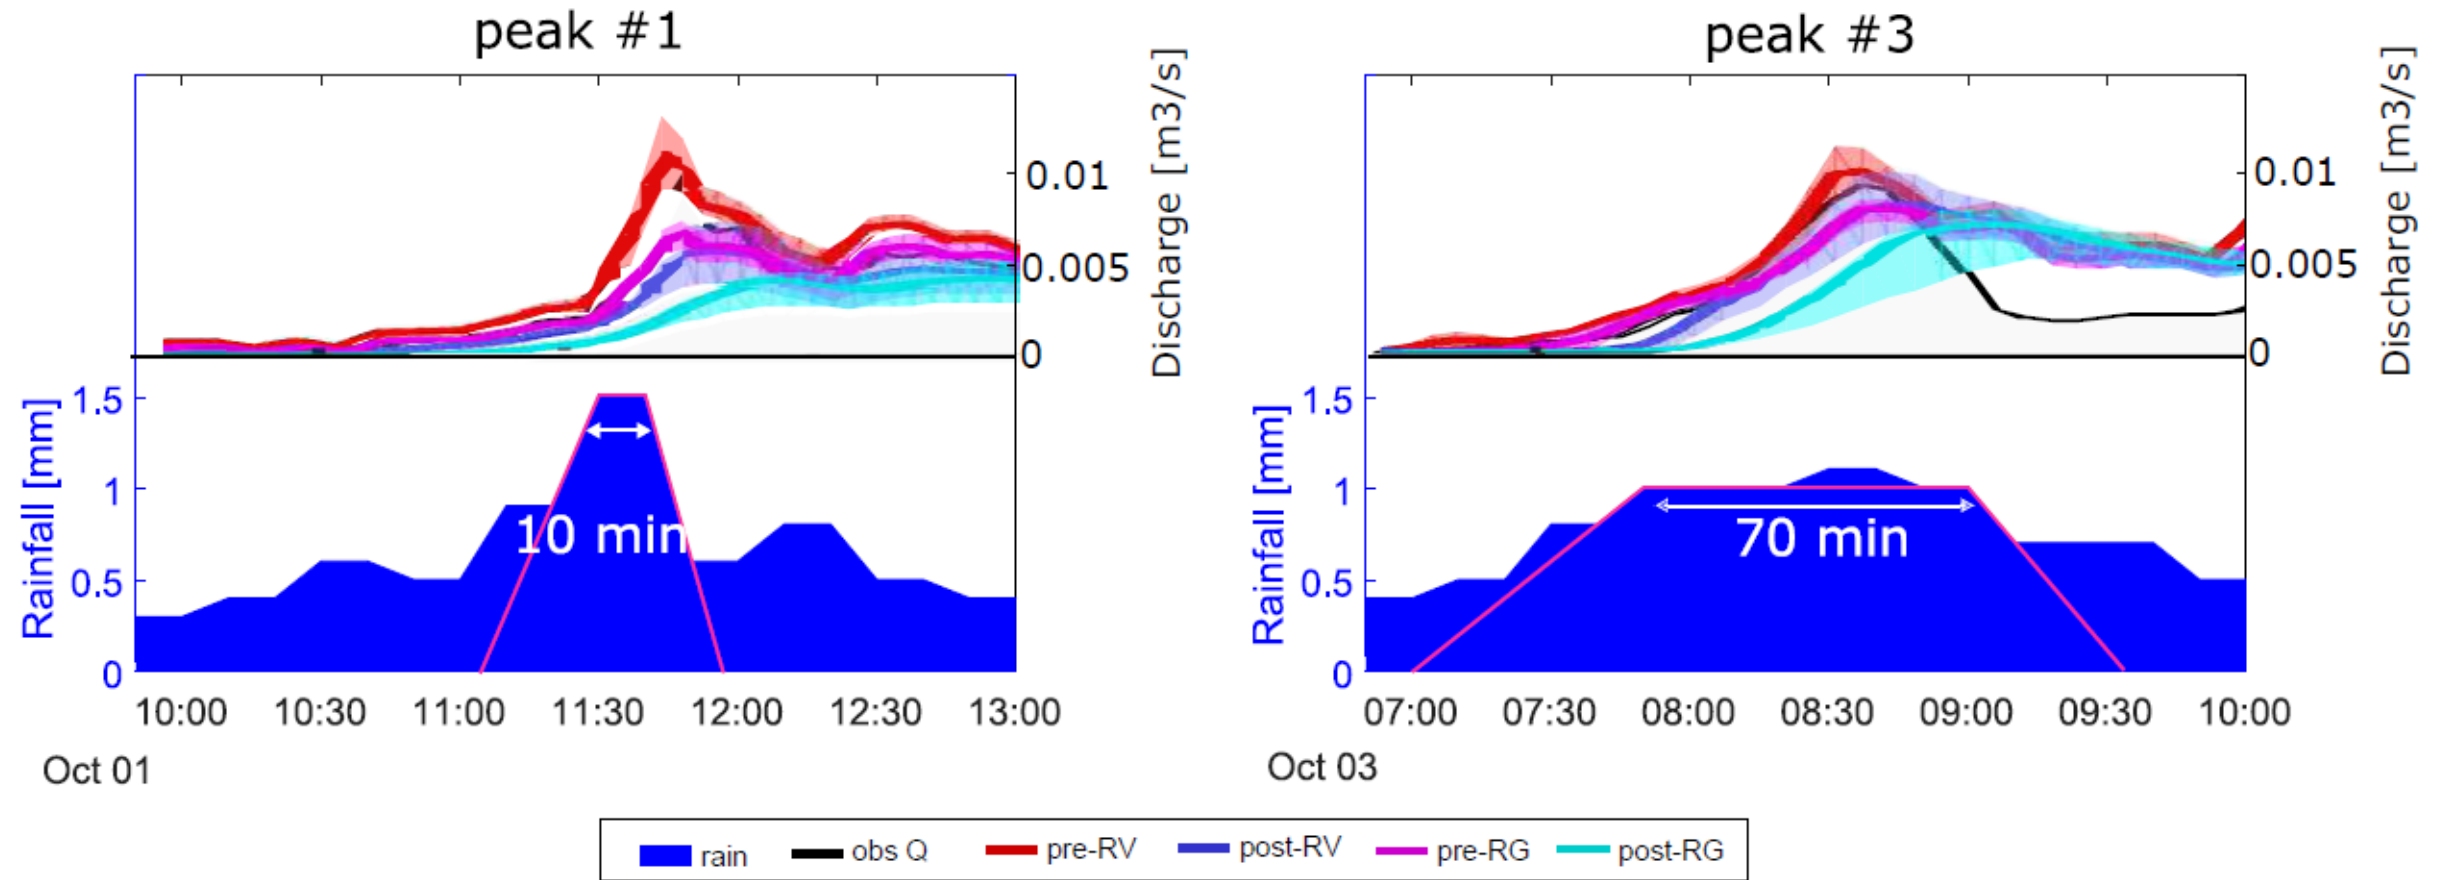 peak #1
peak #3
0.01
0.005
0
Discharge [m3/s]
0.01
0.005
0
Discharge [m3/s]
Rainfall [mm]
1.5
1
0.5
0
10 min
Rainfall [mm]
1.5
1
0.5
0
70 min
10:00 10:30 11:00 11:30 12:00 12:30 13:00
07:00 07:30 08:00 08:30 09:00 09:30 10:00
Oct 01
Oct 03
rain obs Q pre-RV post-RV pre-RG post-RG